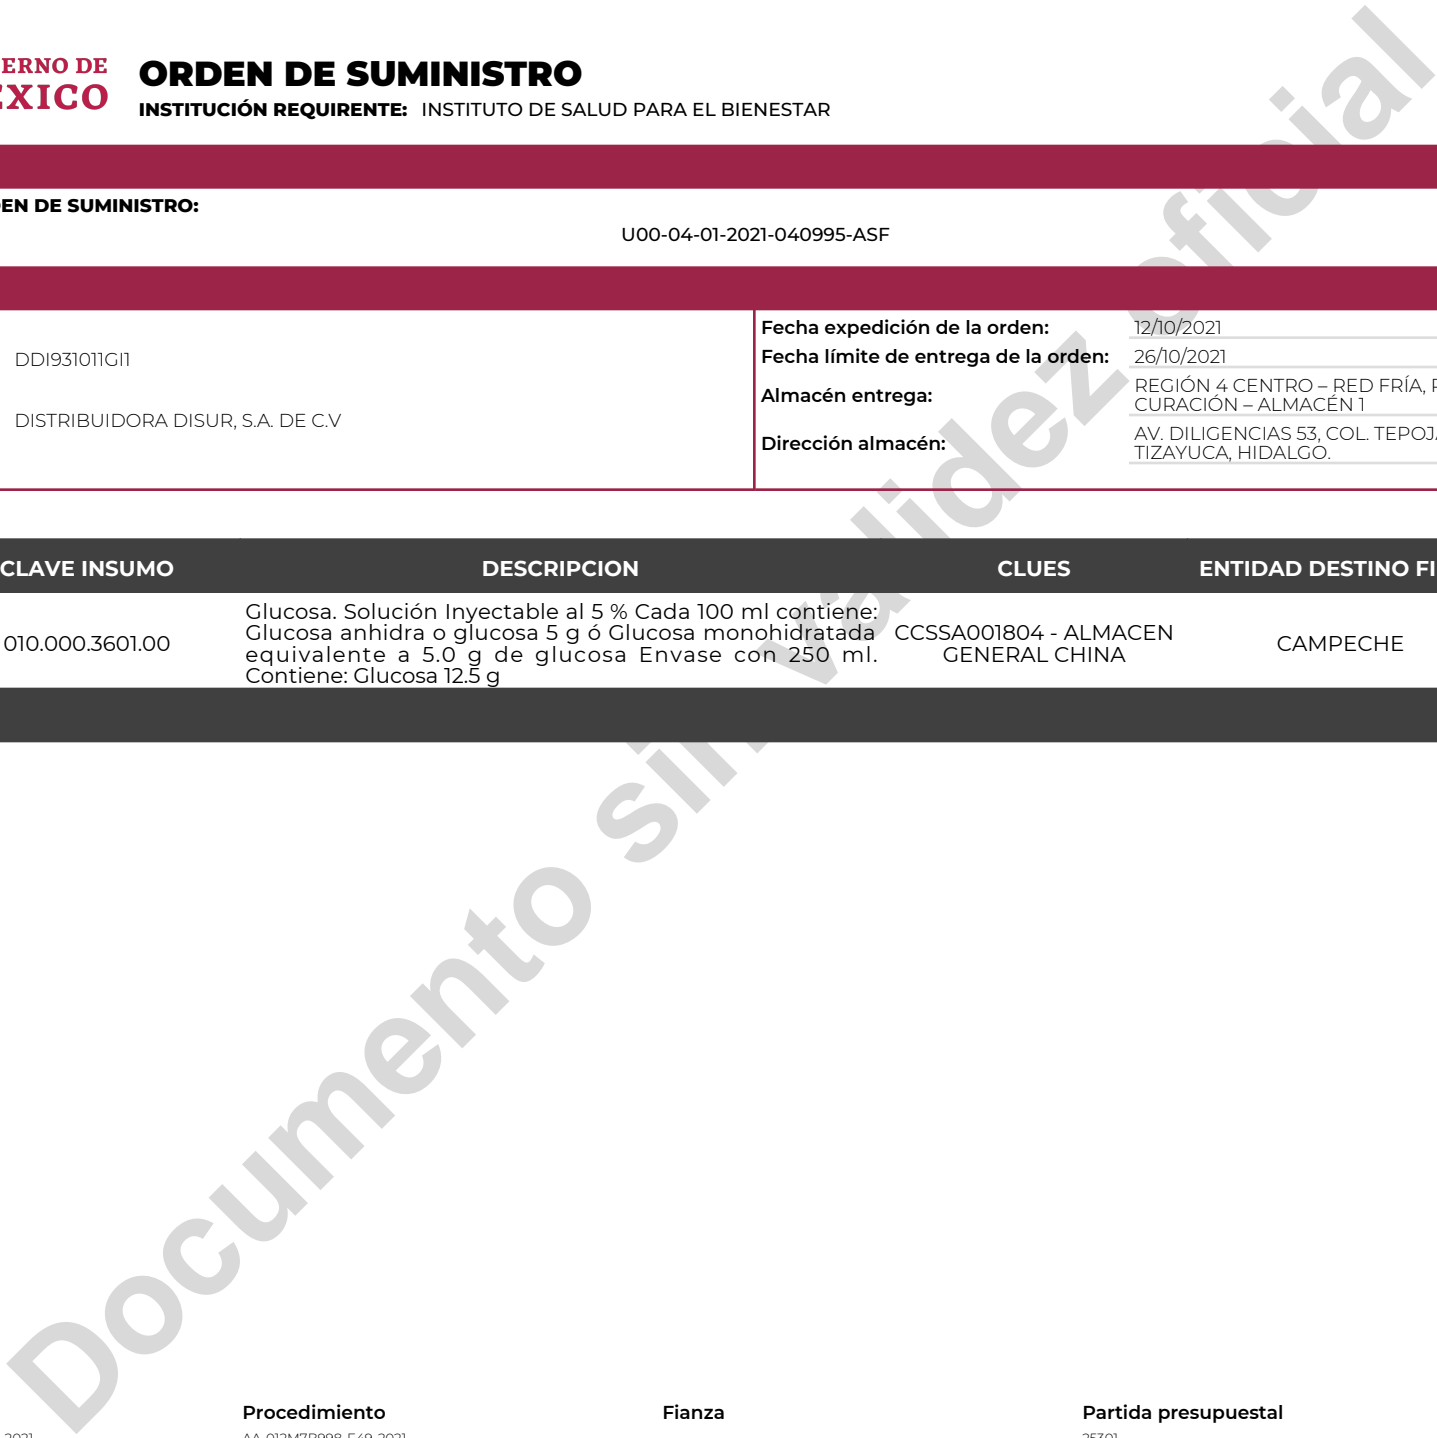 ERNO DE
ÉXICO
ORDEN DE SUMINISTRO
INSTITUCIÓN REQUIRENTE: INSTITUTO DE SALUD PARA EL BIENESTAR
EN DE SUMINISTRO:
U00-04-01-2021-040995-ASF
DDI931011GI1
DISTRIBUIDORA DISUR, S.A. DE C.V
Fecha expedición de la orden: 12/10/2021
Fecha límite de entrega de la orden: 26/10/2021
Almacén entrega: REGIÓN 4 CENTRO – RED FRÍA,
CURACIÓN – ALMACÉN 1
Dirección almacén: AV. DILIGENCIAS 53, COL. TEPOJ
TIZAYUCA, HIDALGO.
CLAVE INSUMO DESCRIPCION CLUES ENTIDAD DESTINO FI
010.000.3601.00
Glucosa. Solución Inyectable al 5 % Cada 100 ml contiene:
Glucosa anhidra o glucosa 5 g ó Glucosa monohidratada
equivalente a 5.0 g de glucosa Envase con 250 ml.
Contiene: Glucosa 12.5 g
CCSSA001804 - ALMACEN
GENERAL CHINA
CAMPECHE
Documento sin validez oficial
Procedimiento Fianza Partida presupuestal